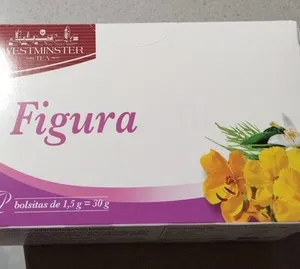 WESTMINSTER
TEA
Figura
bolsitas de 1,5 g = 30 g